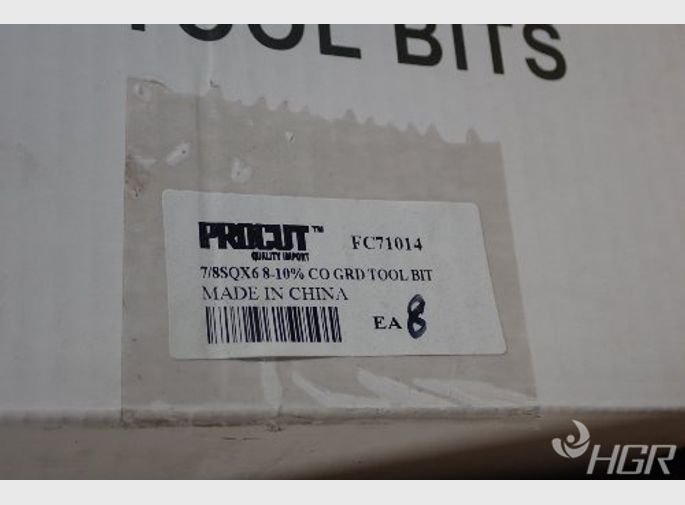 TOOL BITS
PROCUT™ FC71014
QUALITY IMPORT
7/8SQX6 8-10% CO GRD TOOL BIT
MADE IN CHINA
EA 8
HGR